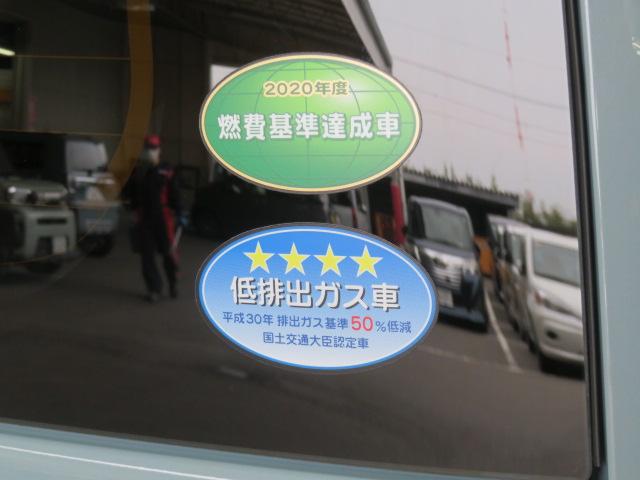 2020年度
燃費基準達成車
★★★★
低排出ガス車
平成30年 排出ガス基準50%低減
国土交通大臣認定車